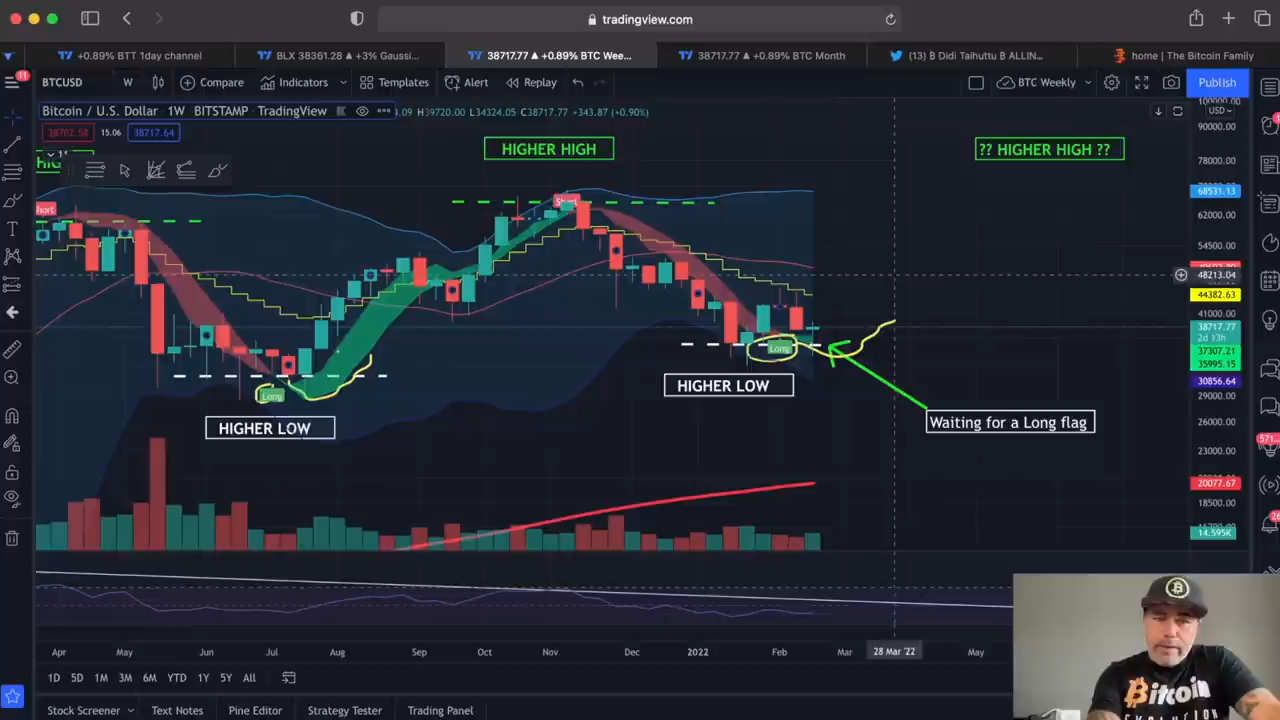 tradingview.com
+0.89% BTT 1day channel
BLX 38361.28 ▲ +3% Gaussi...
38717.77 ▲ +0.89% BTC Wee...
38717.77 ▲ +0.89% BTC Month
(13) B Didi Taihuttu B ALLIN...
home | The Bitcoin Family
11
BTCUSD
W
Compare
Indicators
Templates
Alert
Replay
BTC Weekly
Publish
Bitcoin / U.S. Dollar · 1W · BITSTAMP · TradingView
.09 H39720.00 L34324.05 C38717.77 +343.87 (+0.90%)
38702.58
15.06
38717.64
USD
100000.00
90000.00
78000.00
68531.13
62000.00
54500.00
48213.04
44382.63
41000.00
38717.77
2d 13h
37307.21
35995.15
30856.64
29000.00
26000.00
23000.00
20077.67
18500.00
14.595K
HIGHER HIGH
?? HIGHER HIGH ??
Short
Long
HIGHER LOW
Long
HIGHER LOW
Waiting for a Long flag
Apr
May
Jun
Jul
Aug
Sep
Oct
Nov
Dec
2022
Feb
Mar
28 Mar '22
May
1D
5D
1M
3M
6M
YTD
1Y
5Y
All
Stock Screener
Text Notes
Pine Editor
Strategy Tester
Trading Panel
Bitcoin